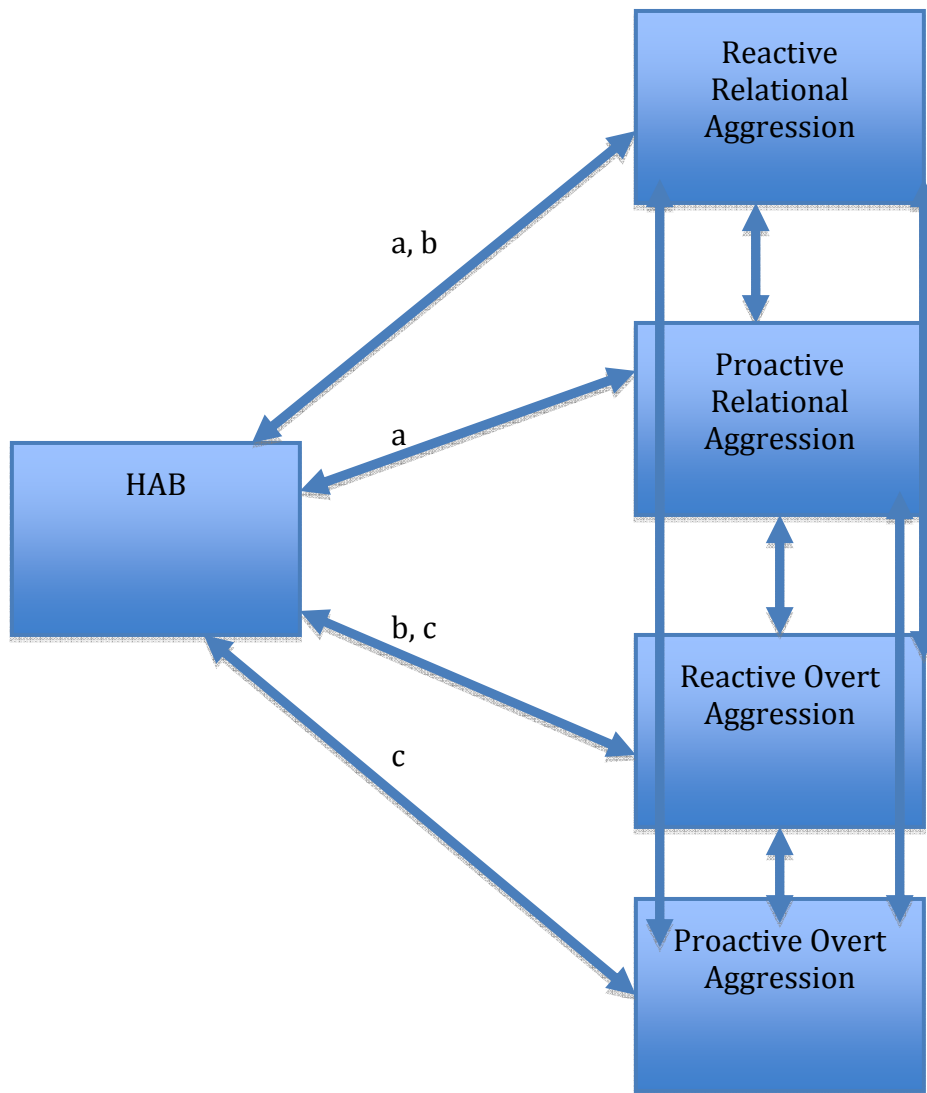 Reactive
Relational
Aggression
a, b
Proactive
Relational
Aggression
a
HAB
b, c
Reactive Overt
Aggression
c
Proactive Overt
Aggression